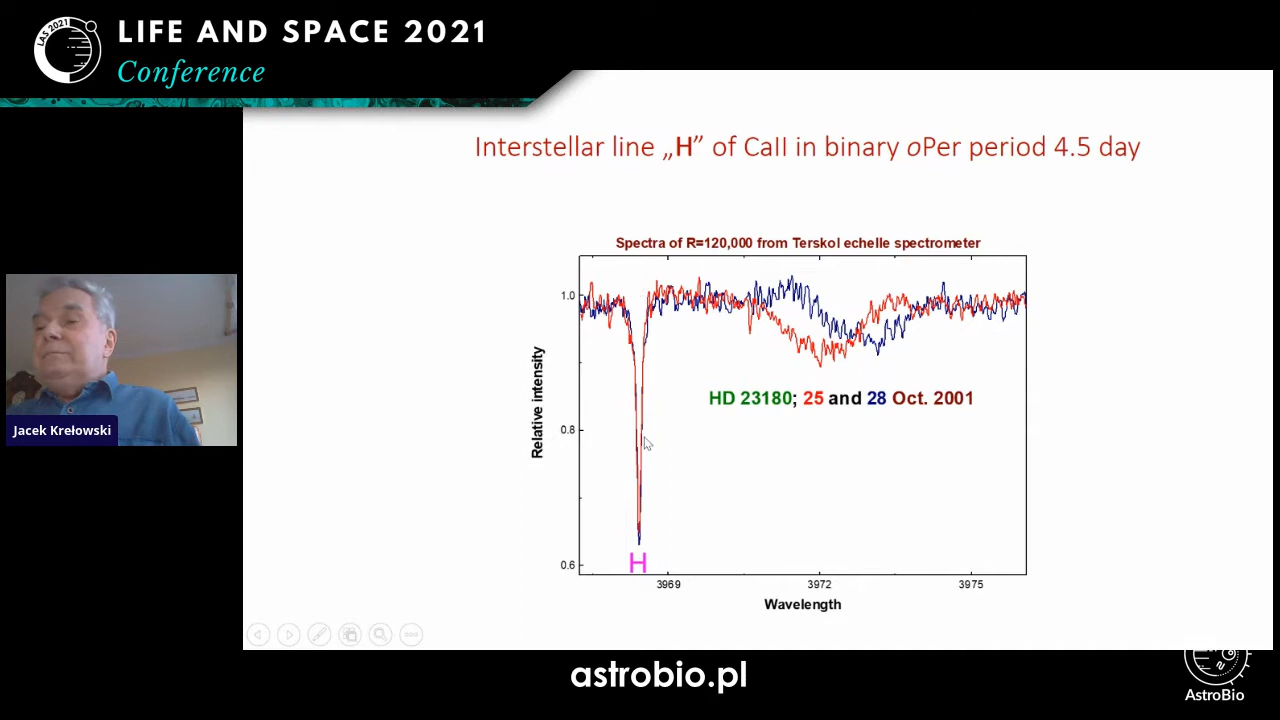 LAS 2021
LIFE AND SPACE 2021
Conference
Interstellar line „H” of CaII in binary oPer period 4.5 day
Spectra of R=120,000 from Terskol echelle spectrometer
1.0
0.8
0.6
Relative intensity
HD 23180; 25 and 28 Oct. 2001
H
3969
3972
3975
Wavelength
Jacek Krełowski
astrobio.pl
AstroBio